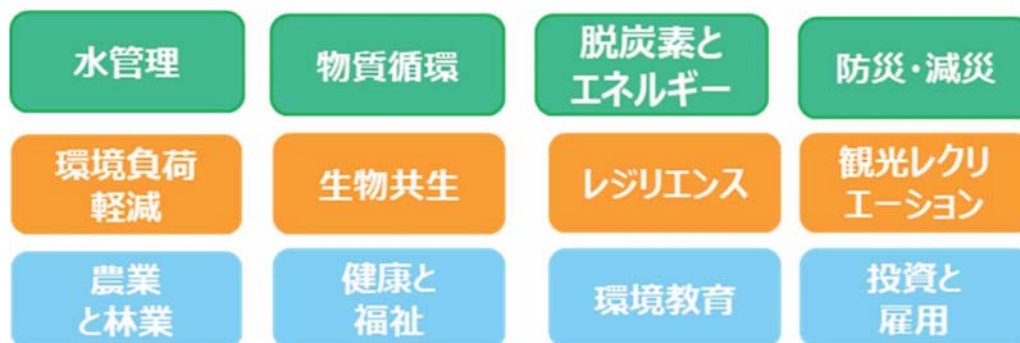 水管理
物質循環
脱炭素と
エネルギー
防災・減災
環境負荷
軽減
生物共生
レジリエンス
観光レクリ
エーション
農業
と林業
健康と
福祉
環境教育
投資と
雇用